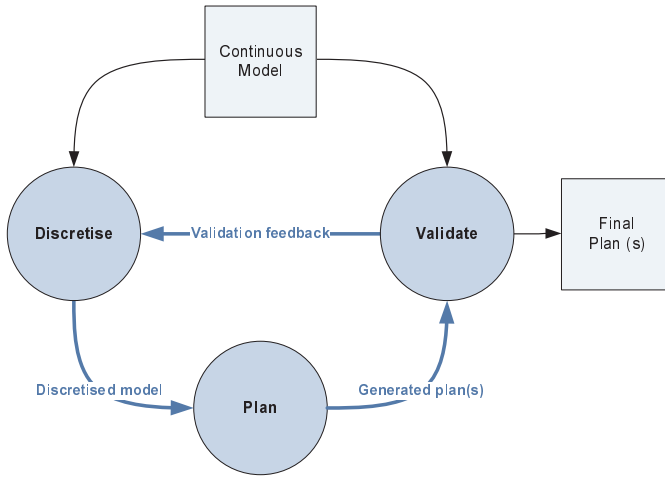 Continuous
Model
Discretise
Validation feedback
Validate
Final
Plan (s)
Discretised model
Generated plan(s)
Plan